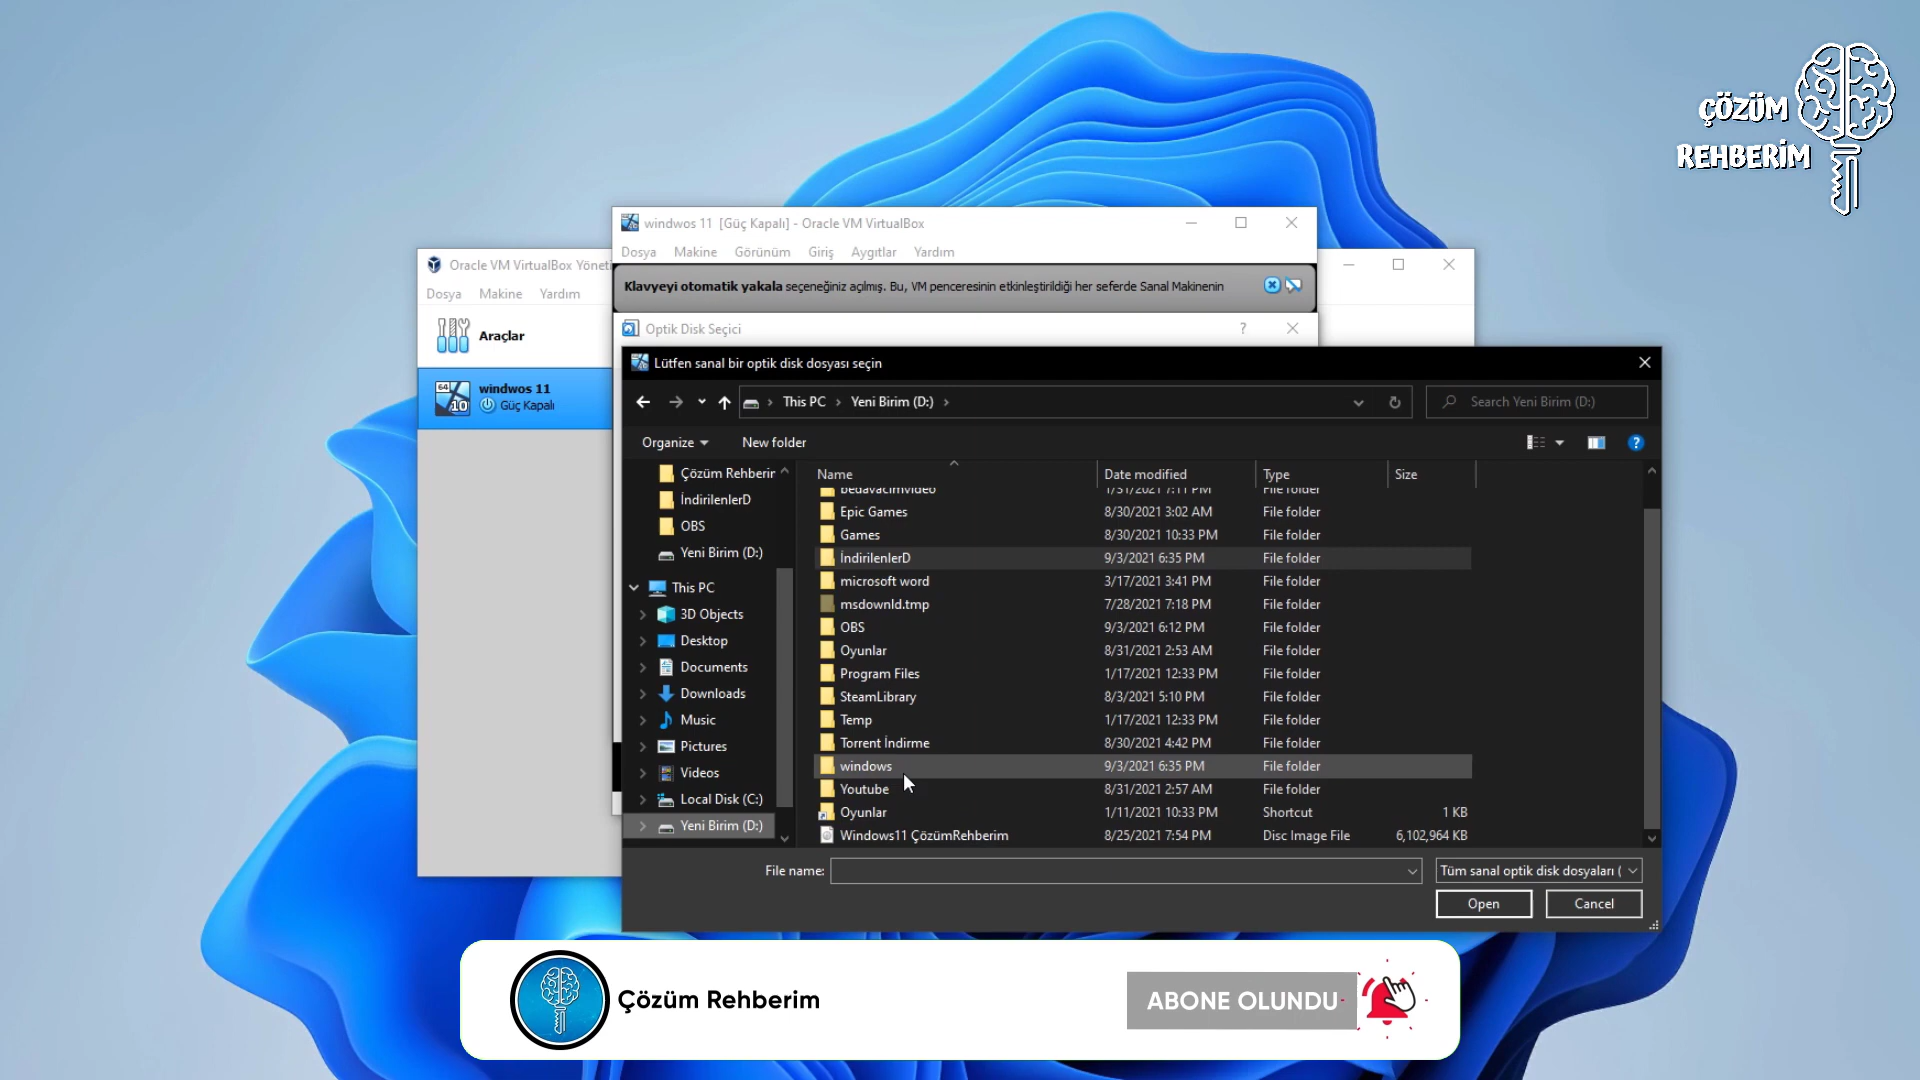 ÇÖZÜM
REHBERİM
windwos 11 [Güç Kapalı] - Oracle VM VirtualBox
Dosya Makine Görünüm Giriş Aygıtlar Yardım
Oracle VM VirtualBox Yöneti
Dosya Makine Yardım
Klavyeyi otomatik yakala seçeneğiniz açılmış. Bu, VM penceresinin etkinleştirildiği her seferde Sanal Makinenin
Araçlar
Optik Disk Seçici ?
64 10 windwos 11
Güç Kapalı
Lütfen sanal bir optik disk dosyası seçin
This PC Yeni Birim (D:) Search Yeni Birim (D:)
Organize New folder ?
Çözüm Rehberir
İndirilenlerD
OBS
Yeni Birim (D:)
This PC
3D Objects
Desktop
Documents
Downloads
Music
Pictures
Videos
Local Disk (C:)
Yeni Birim (D:)
Name Date modified Type Size
bedavacimvideo 1/31/2021 7:11 PM File folder
Epic Games 8/30/2021 3:02 AM File folder
Games 8/30/2021 10:33 PM File folder
İndirilenlerD 9/3/2021 6:35 PM File folder
microsoft word 3/17/2021 3:41 PM File folder
msdownld.tmp 7/28/2021 7:18 PM File folder
OBS 9/3/2021 6:12 PM File folder
Oyunlar 8/31/2021 2:53 AM File folder
Program Files 1/17/2021 12:33 PM File folder
SteamLibrary 8/3/2021 5:10 PM File folder
Temp 1/17/2021 12:33 PM File folder
Torrent İndirme 8/30/2021 4:42 PM File folder
windows 9/3/2021 6:35 PM File folder
Youtube 8/31/2021 2:57 AM File folder
Oyunlar 1/11/2021 10:33 PM Shortcut 1 KB
Windows11 ÇözümRehberim 8/25/2021 7:54 PM Disc Image File 6,102,964 KB
File name: Tüm sanal optik disk dosyaları (
Open Cancel
Çözüm Rehberim
ABONE OLUNDU